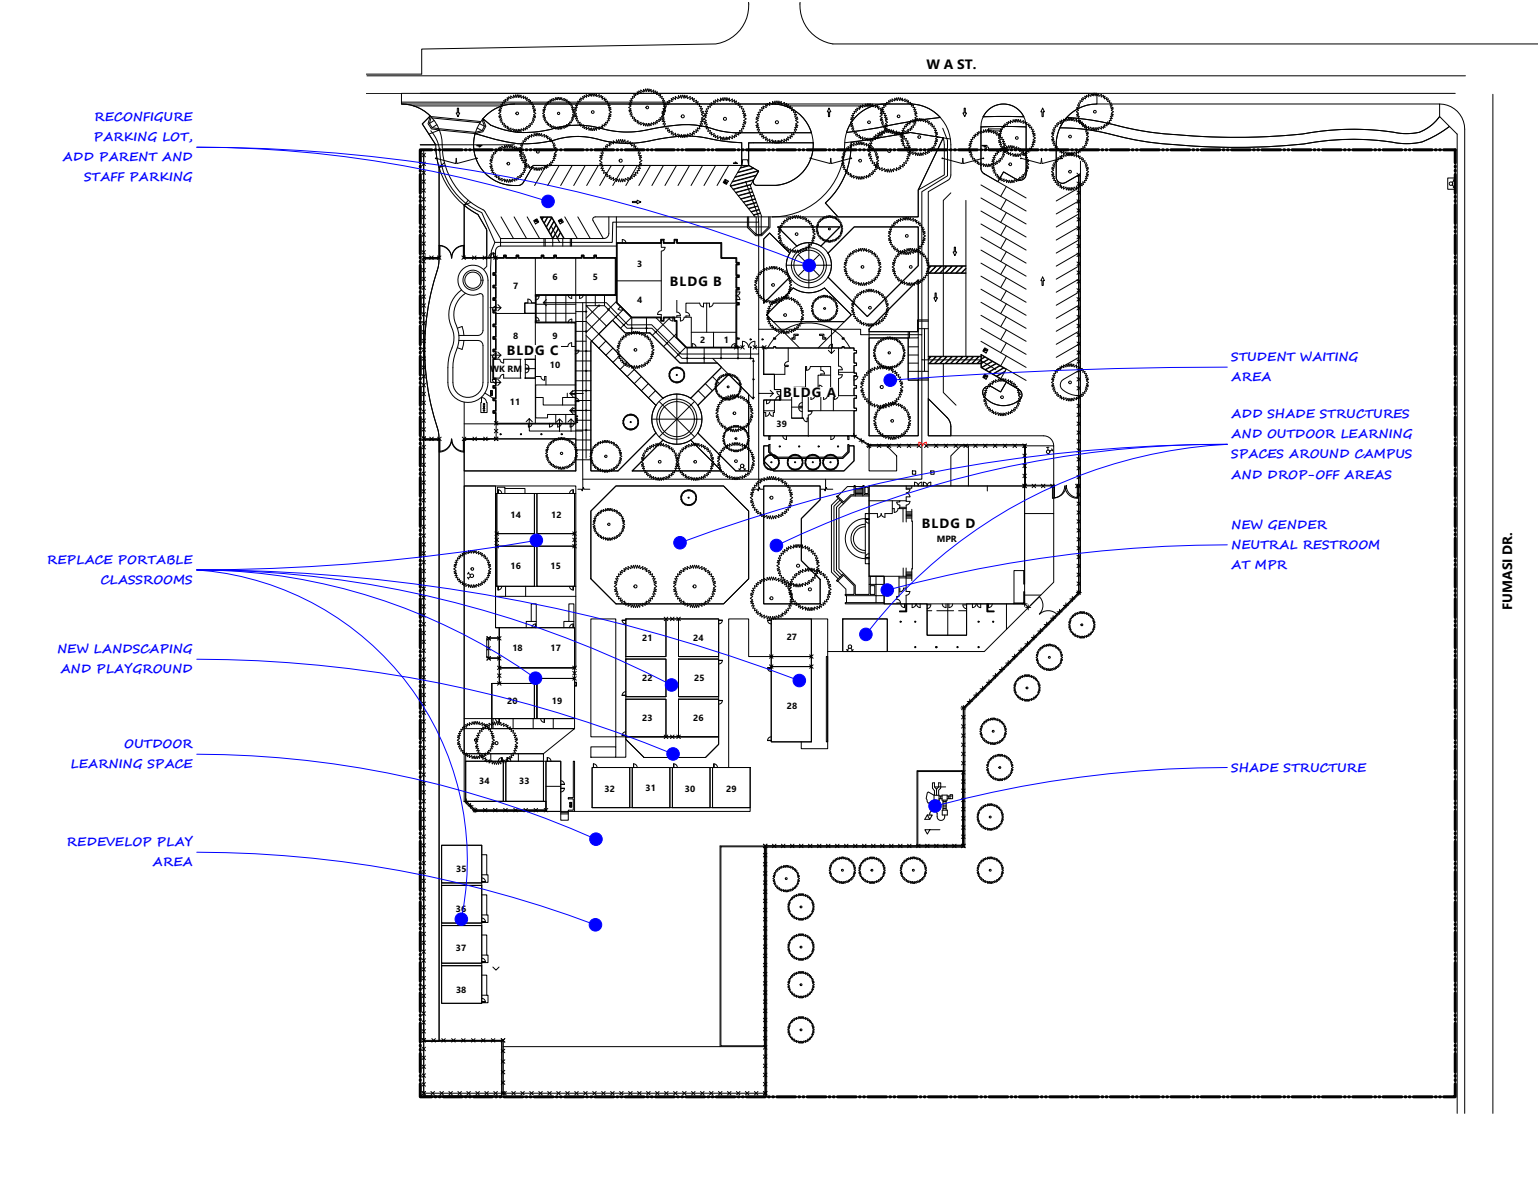 W A ST.
RECONFIGURE
PARKING LOT,
ADD PARENT AND
STAFF PARKING
3
BLDG B
7
6
5
4
8
9
2
1
BLDG C
STUDENT WAITING
AREA
WK RM
10
BLDG A
11
39
ADD SHADE STRUCTURES
AND OUTDOOR LEARNING
SPACES AROUND CAMPUS
AND DROP-OFF AREAS
14
12
BLDG D
MPR
NEW GENDER
NEUTRAL RESTROOM
AT MPR
REPLACE PORTABLE
CLASSROOMS
16
15
FUMASI DR.
21
24
27
18
17
NEW LANDSCAPING
AND PLAYGROUND
22
25
20
19
28
23
26
OUTDOOR
LEARNING SPACE
SHADE STRUCTURE
34
33
32
31
30
29
REDEVELOP PLAY
AREA
35
36
37
38